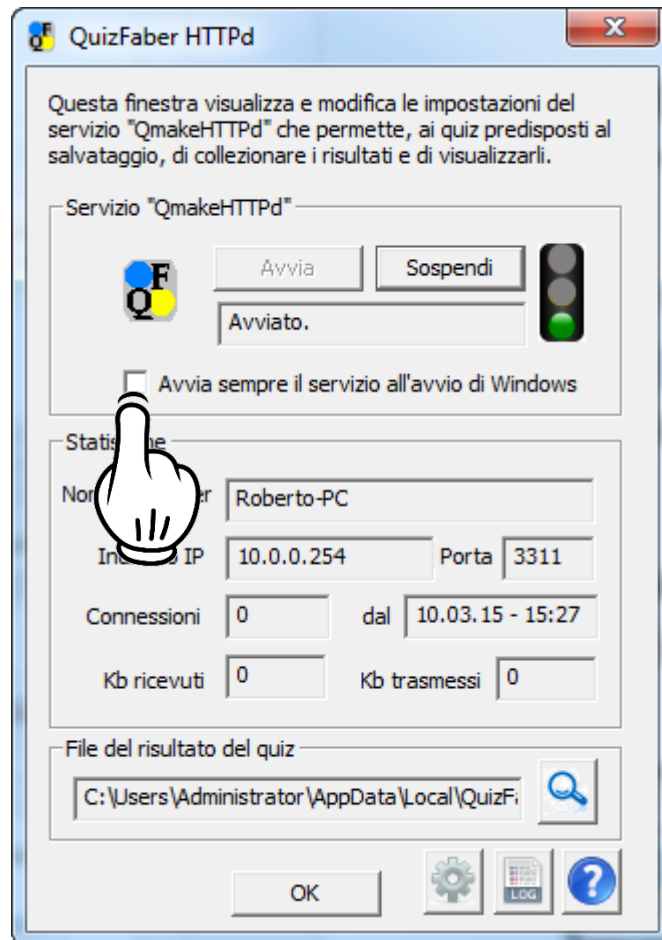 QuizFaber HTTPd
Questa finestra visualizza e modifica le impostazioni del
servizio "QmakeHTTPd" che permette, ai quiz predisposti al
salvataggio, di collezionare i risultati e di visualizzarli.
Servizio "QmakeHTTPd"
QF
Avvia Sospendi
Avviato.
Avvia sempre il servizio all'avvio di Windows
Roberto-PC
IP 10.0.0.254 Porta 3311
Connessioni 0 dal 10.03.15 - 15:27
Kb ricevuti 0 Kb trasmessi 0
File del risultato del quiz
C:\Users\Administrator\AppData\Local\QuizF
OK LOG ?